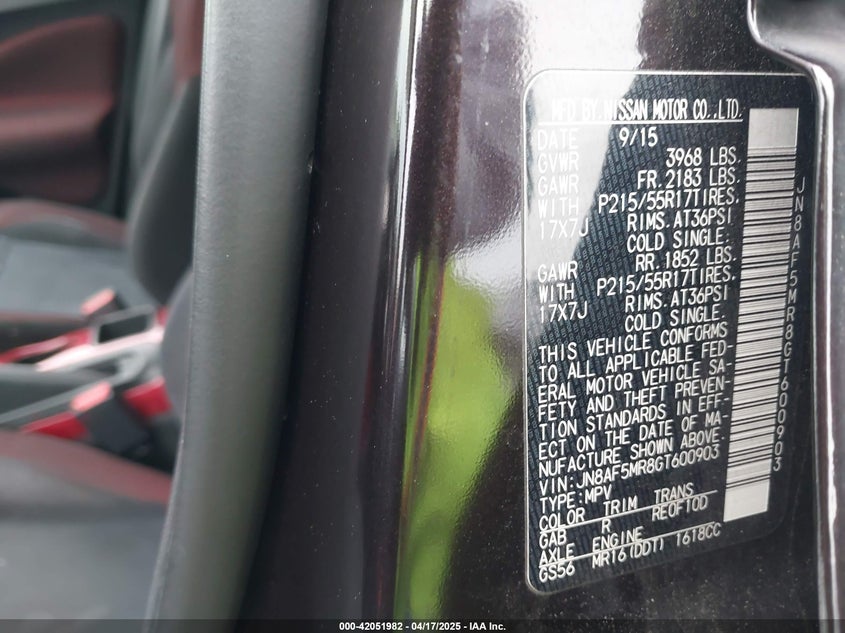 MFD BY NISSAN MOTOR CO.,LTD.
DATE 9/15
GVWR 3968 LBS.
GAWR FR. 2183 LBS.
WITH P215/55R17TIRES.
17X7J RIMS. AT36PSI
COLD SINGLE.
GAWR RR. 1852 LBS.
WITH P215/55R17TIRES.
17X7J RIMS. AT36PSI
COLD SINGLE.
THIS VEHICLE CONFORMS
TO ALL APPLICABLE FED-
ERAL MOTOR VEHICLE SA-
FETY AND THEFT PREVEN-
TION STANDARDS IN EFF-
ECT ON THE DATE OF MA-
NUFACTURE SHOWN ABOVE.
VIN: JN8AF5MR8GT600903
TYPE:MPV
COLOR TRIM TRANS
GAB R RE0F10D
AXLE ENGINE
GS56 MR16(DDT) 1618CC
JN8AF5MR8GT600903
000-42051982 - 04/17/2025 - IAA Inc.